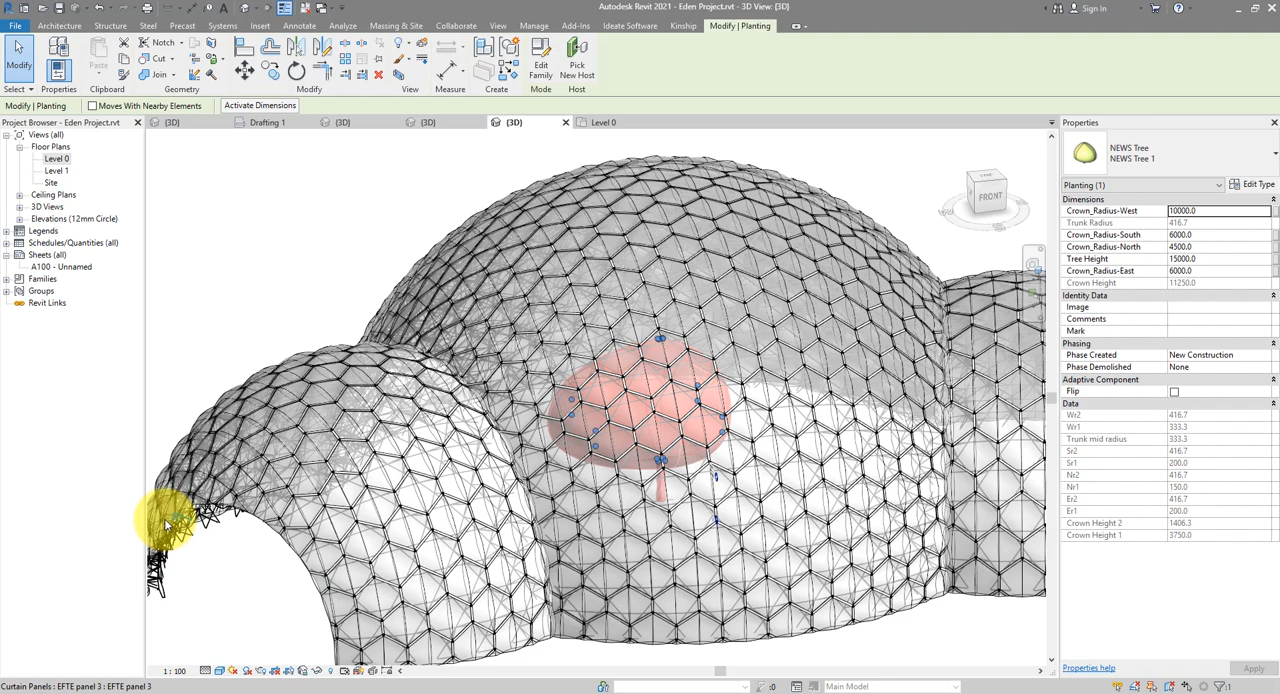 Autodesk Revit 2021 - Eden Project.rvt - 3D View: {3D}
Sign In
File Architecture Structure Steel Precast Systems Insert Annotate Analyze Massing & Site Collaborate View Manage Add-Ins Ideate Software Kinship Modify | Planting
Modify
Paste
Notch
Cut
Join
Edit Family
Pick New Host
Select Properties Clipboard Geometry Modify View Measure Create Mode Host
Modify | Planting Moves With Nearby Elements Activate Dimensions
Project Browser - Eden Project.rvt
{3D} Drafting 1 {3D} {3D} {3D} Level 0
Views (all)
Floor Plans
Level 0
Level 1
Site
Ceiling Plans
3D Views
Elevations (12mm Circle)
Legends
Schedules/Quantities (all)
Sheets (all)
A100 - Unnamed
Families
Groups
Revit Links
FRONT
Properties
NEWS Tree
NEWS Tree 1
Planting (1) Edit Type
Dimensions
Crown_Radius-West 10000.0
Trunk Radius 416.7
Crown_Radius-South 6000.0
Crown_Radius-North 4500.0
Tree Height 15000.0
Crown_Radius-East 6000.0
Crown Height 11250.0
Identity Data
Image
Comments
Mark
Phasing
Phase Created New Construction
Phase Demolished None
Adaptive Component
Flip
Data
Wr2 416.7
Wr1 333.3
Trunk mid radius 416.7
Sr2 416.7
Sr1 200.0
Nr2 416.7
Nr1 150.0
Er2 416.7
Er1 200.0
Crown Height 2 1406.3
Crown Height 1 3750.0
Properties help Apply
1 : 100
Curtain Panels : EFTE panel 3 : EFTE panel 3
:0 Main Model :1